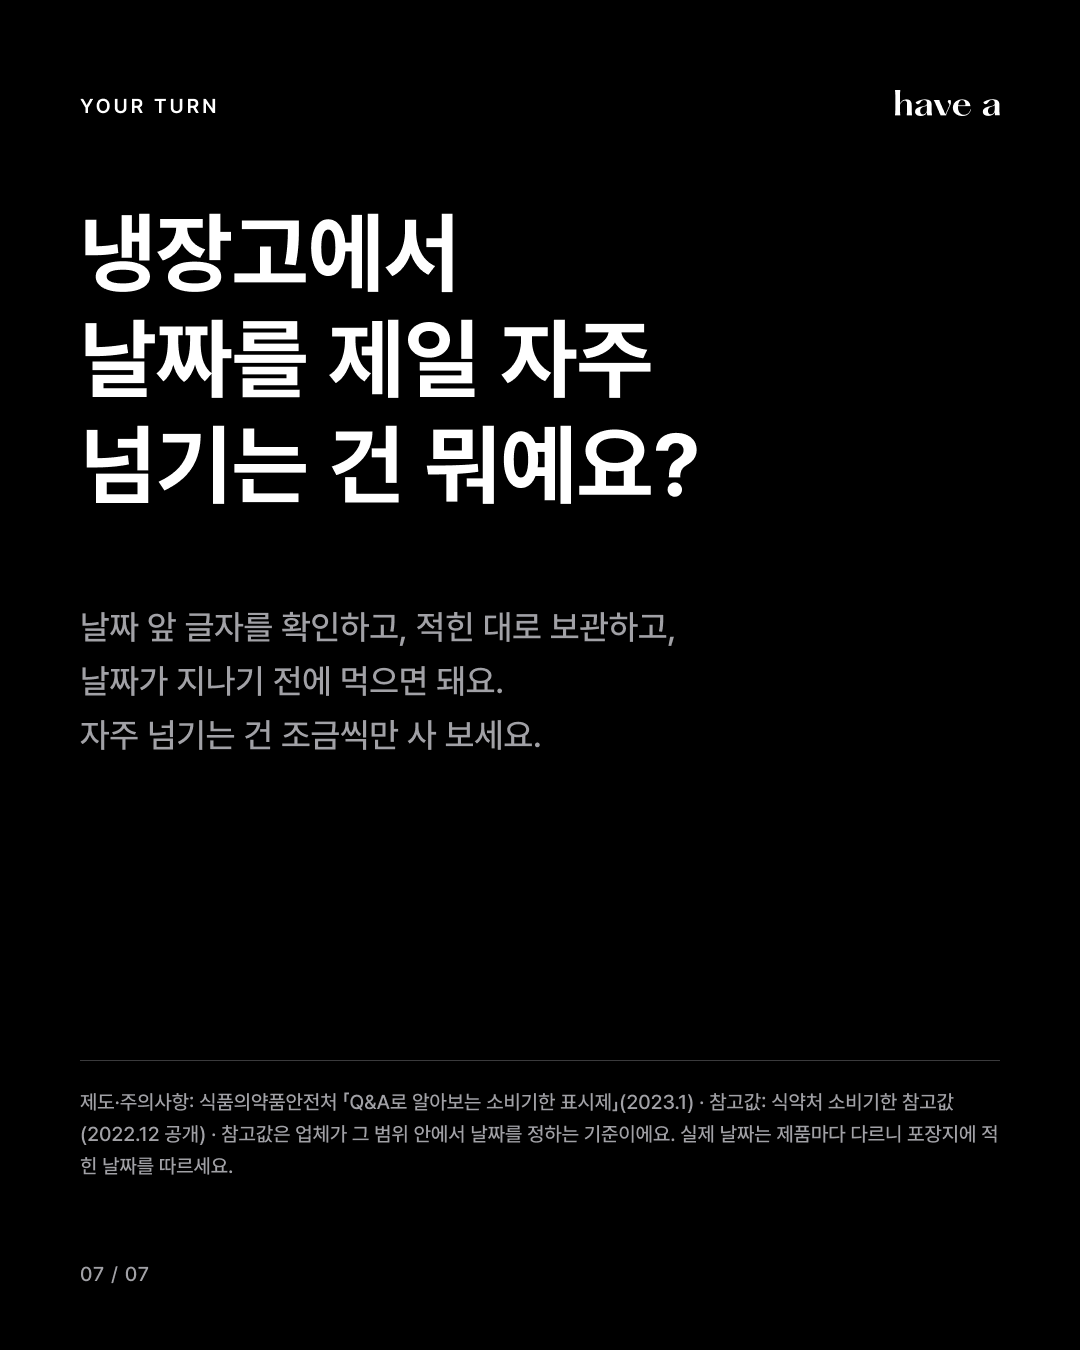 YOUR TURN
have a
냉장고에서
날짜를 제일 자주
넘기는 건 뭐예요?
날짜 앞 글자를 확인하고, 적힌 대로 보관하고,
날짜가 지나기 전에 먹으면 돼요.
자주 넘기는 건 조금씩만 사 보세요.
제도·주의사항: 식품의약품안전처 『Q&A로 알아보는 소비기한 표시제』(2023.1) · 참고값: 식약처 소비기한 참고값
(2022.12 공개) · 참고값은 업체가 그 범위 안에서 날짜를 정하는 기준이에요. 실제 날짜는 제품마다 다르니 포장지에 적
힌 날짜를 따르세요.
07 / 07